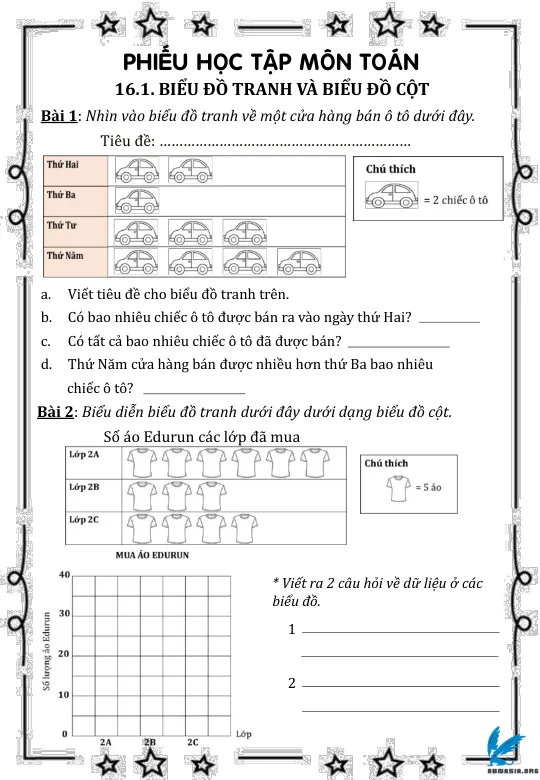 PHIẾU HỌC TẬP MÔN TOÁN
16.1. BIỂU ĐỒ TRANH VÀ BIỂU ĐỒ CỘT
Bài 1: Nhìn vào biểu đồ tranh về một cửa hàng bán ô tô dưới đây.
Tiêu đề: ...............................................................
Thứ Hai
Thứ Ba
Thứ Tư
Thứ Năm
Chú thích
= 2 chiếc ô tô
a. Viết tiêu đề cho biểu đồ tranh trên.
b. Có bao nhiêu chiếc ô tô được bán ra vào ngày thứ Hai? __________
c. Có tất cả bao nhiêu chiếc ô tô đã được bán? ________________
d. Thứ Năm cửa hàng bán được nhiều hơn thứ Ba bao nhiêu
chiếc ô tô? ________________
Bài 2: Biểu diễn biểu đồ tranh dưới đây dưới dạng biểu đồ cột.
Số áo Edurun các lớp đã mua
Lớp 2A
Lớp 2B
Lớp 2C
Chú thích
= 5 áo
MUA ÁO EDURUN
Số lượng áo Edurun
40
30
20
10
0
2A 2B 2C
Lớp
* Viết ra 2 câu hỏi về dữ liệu ở các
biểu đồ.
1 ______________________________
2 ______________________________
BOMASIA.ORG